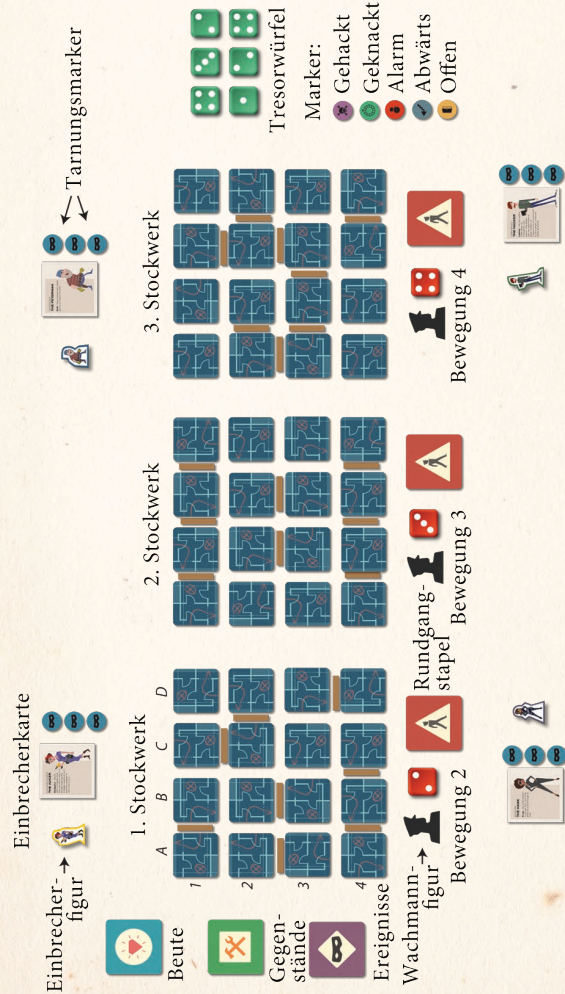 Einbrecherkarte
Einbrecher-
figur
Tarnungsmarker
1. Stockwerk
2. Stockwerk
3. Stockwerk
A
B
C
D
1
2
3
4
Beute
Gegen-
stände
Ereignisse
Wachmann-
figur
Bewegung 2
Rundgang-
stapel
Bewegung 3
Bewegung 4
Tresorwürfel
Marker:
Gehackt
Geknackt
Alarm
Abwärts
Offen